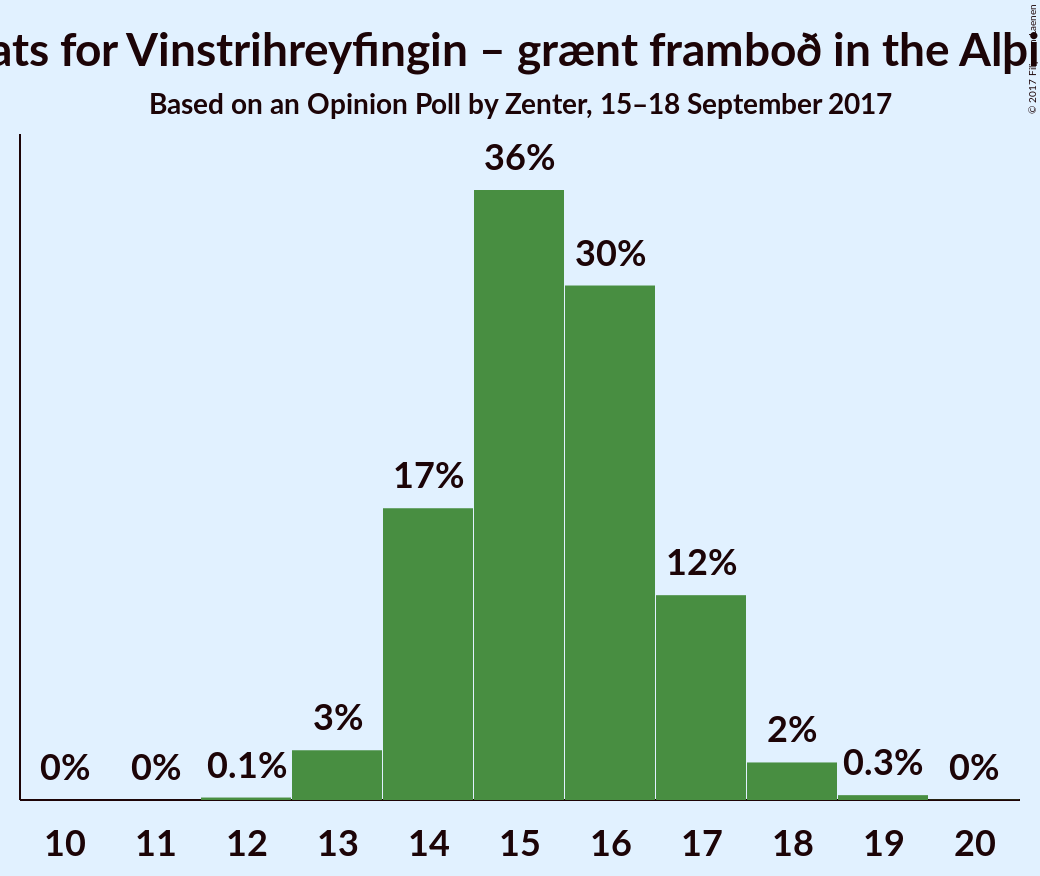 ats for Vinstrihreyfingin – grænt framboð in the Alþi
Based on an Opinion Poll by Zenter, 15–18 September 2017
36%
30%
17%
12%
3%
2%
0% 0% 0.1% 0.3% 0%
10 11 12 13 14 15 16 17 18 19 20
© 2017